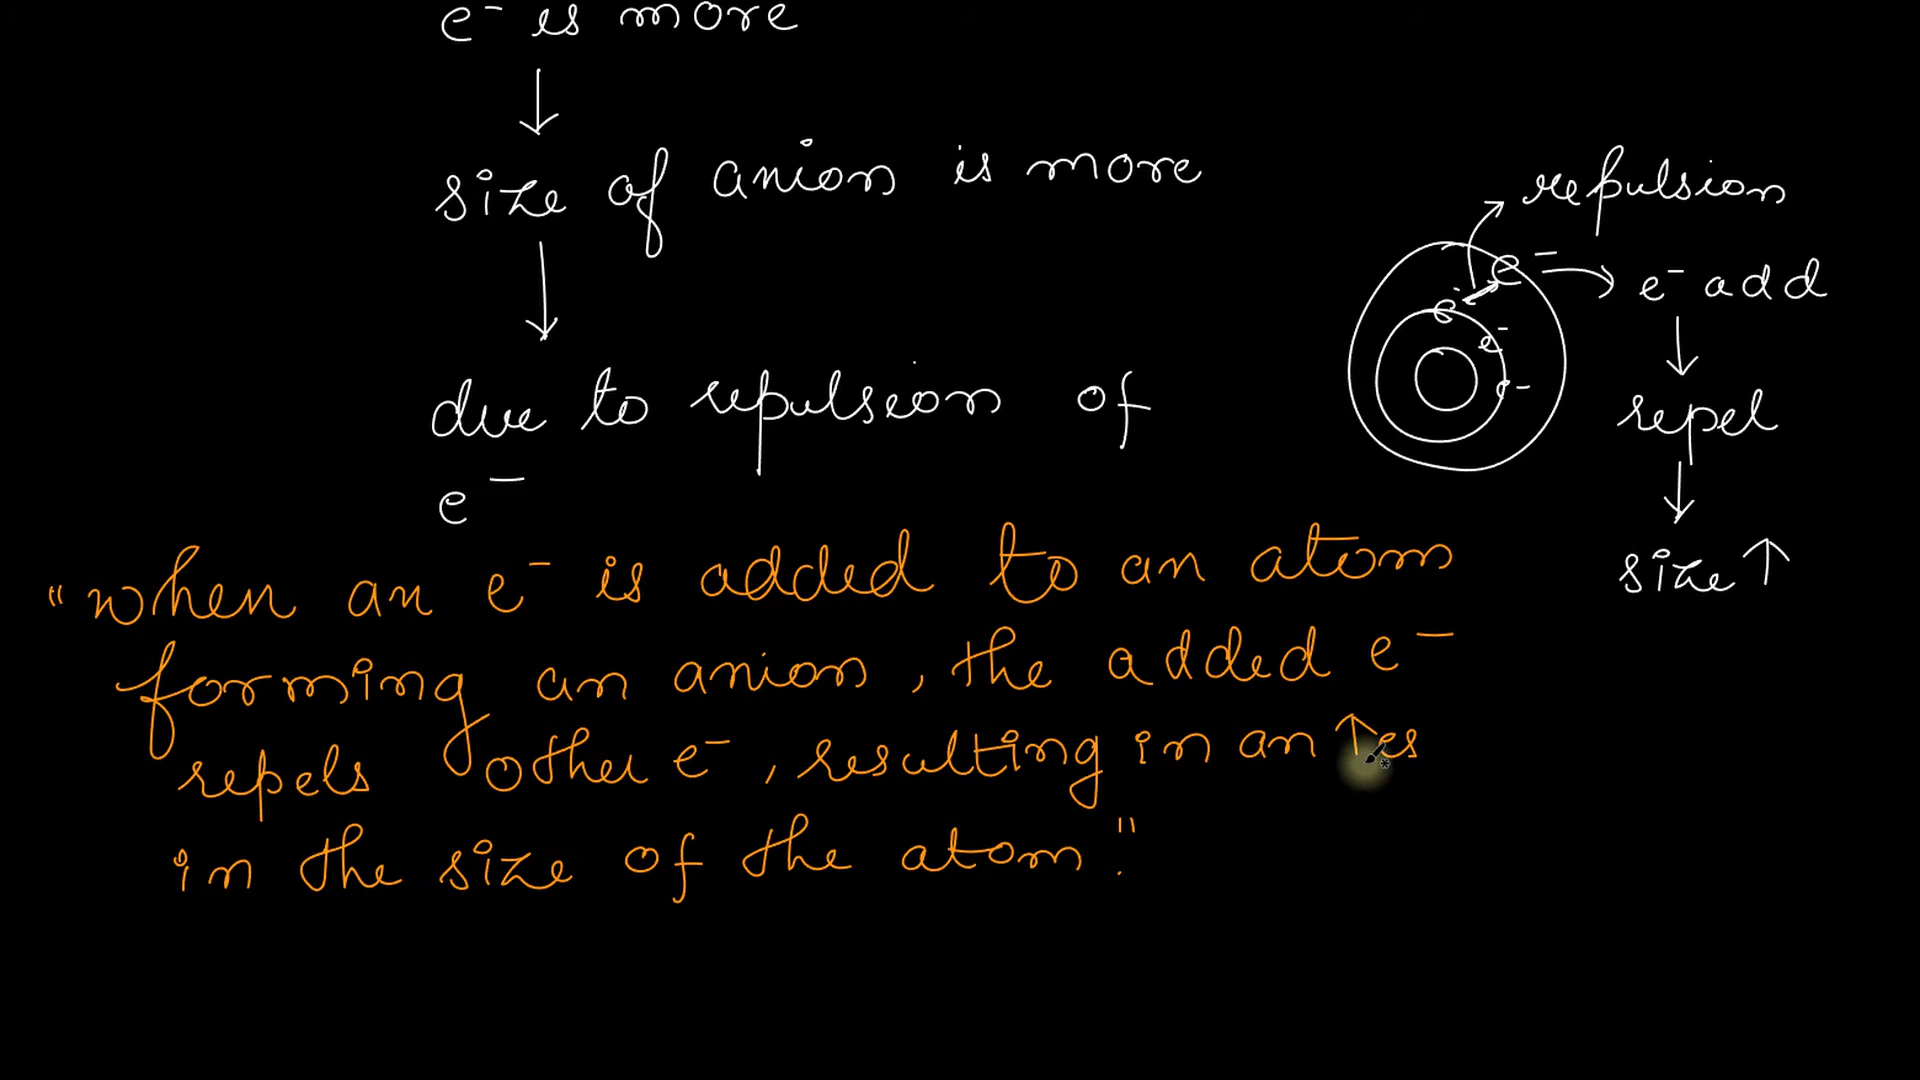 e⁻ is more
↓
size of anion is more
↓
due to repulsion of
e⁻
repulsion
e⁻ → e⁻ add
e⁻
e⁻
e⁻
↓
repel
↓
size ↑
"when an e⁻ is added to an atom
forming an anion, the added e⁻
repels other e⁻, resulting in an ↑es
in the size of the atom."